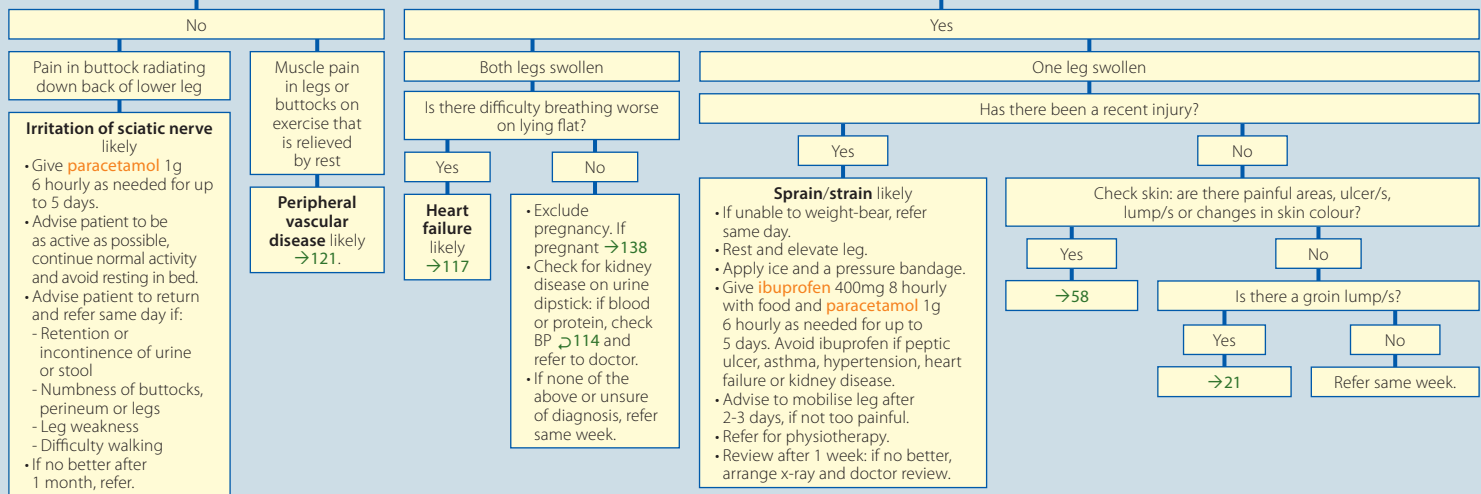 No
Pain in buttock radiating
down back of lower leg
Irritation of sciatic nerve
likely
• Give paracetamol 1g
6 hourly as needed for up
to 5 days.
• Advise patient to be
as active as possible,
continue normal activity
and avoid resting in bed.
• Advise patient to return
and refer same day if:
- Retention or
incontinence of urine
or stool
- Numbness of buttocks,
perineum or legs
- Leg weakness
- Difficulty walking
• If no better after
1 month, refer.
Muscle pain
in legs or
buttocks on
exercise that
is relieved
by rest
Peripheral
vascular
disease likely
→121.
Yes
Both legs swollen
Is there difficulty breathing worse
on lying flat?
Yes
Heart
failure
likely
→117
No
• Exclude
pregnancy. If
pregnant →138
• Check for kidney
disease on urine
dipstick: if blood
or protein, check
BP ⮌114 and
refer to doctor.
• If none of the
above or unsure
of diagnosis, refer
same week.
One leg swollen
Has there been a recent injury?
Yes
Sprain/strain likely
• If unable to weight-bear, refer
same day.
• Rest and elevate leg.
• Apply ice and a pressure bandage.
• Give ibuprofen 400mg 8 hourly
with food and paracetamol 1g
6 hourly as needed for up to
5 days. Avoid ibuprofen if peptic
ulcer, asthma, hypertension, heart
failure or kidney disease.
• Advise to mobilise leg after
2-3 days, if not too painful.
• Refer for physiotherapy.
• Review after 1 week: if no better,
arrange x-ray and doctor review.
No
Check skin: are there painful areas, ulcer/s,
lump/s or changes in skin colour?
Yes
→58
No
Is there a groin lump/s?
Yes
→21
No
Refer same week.